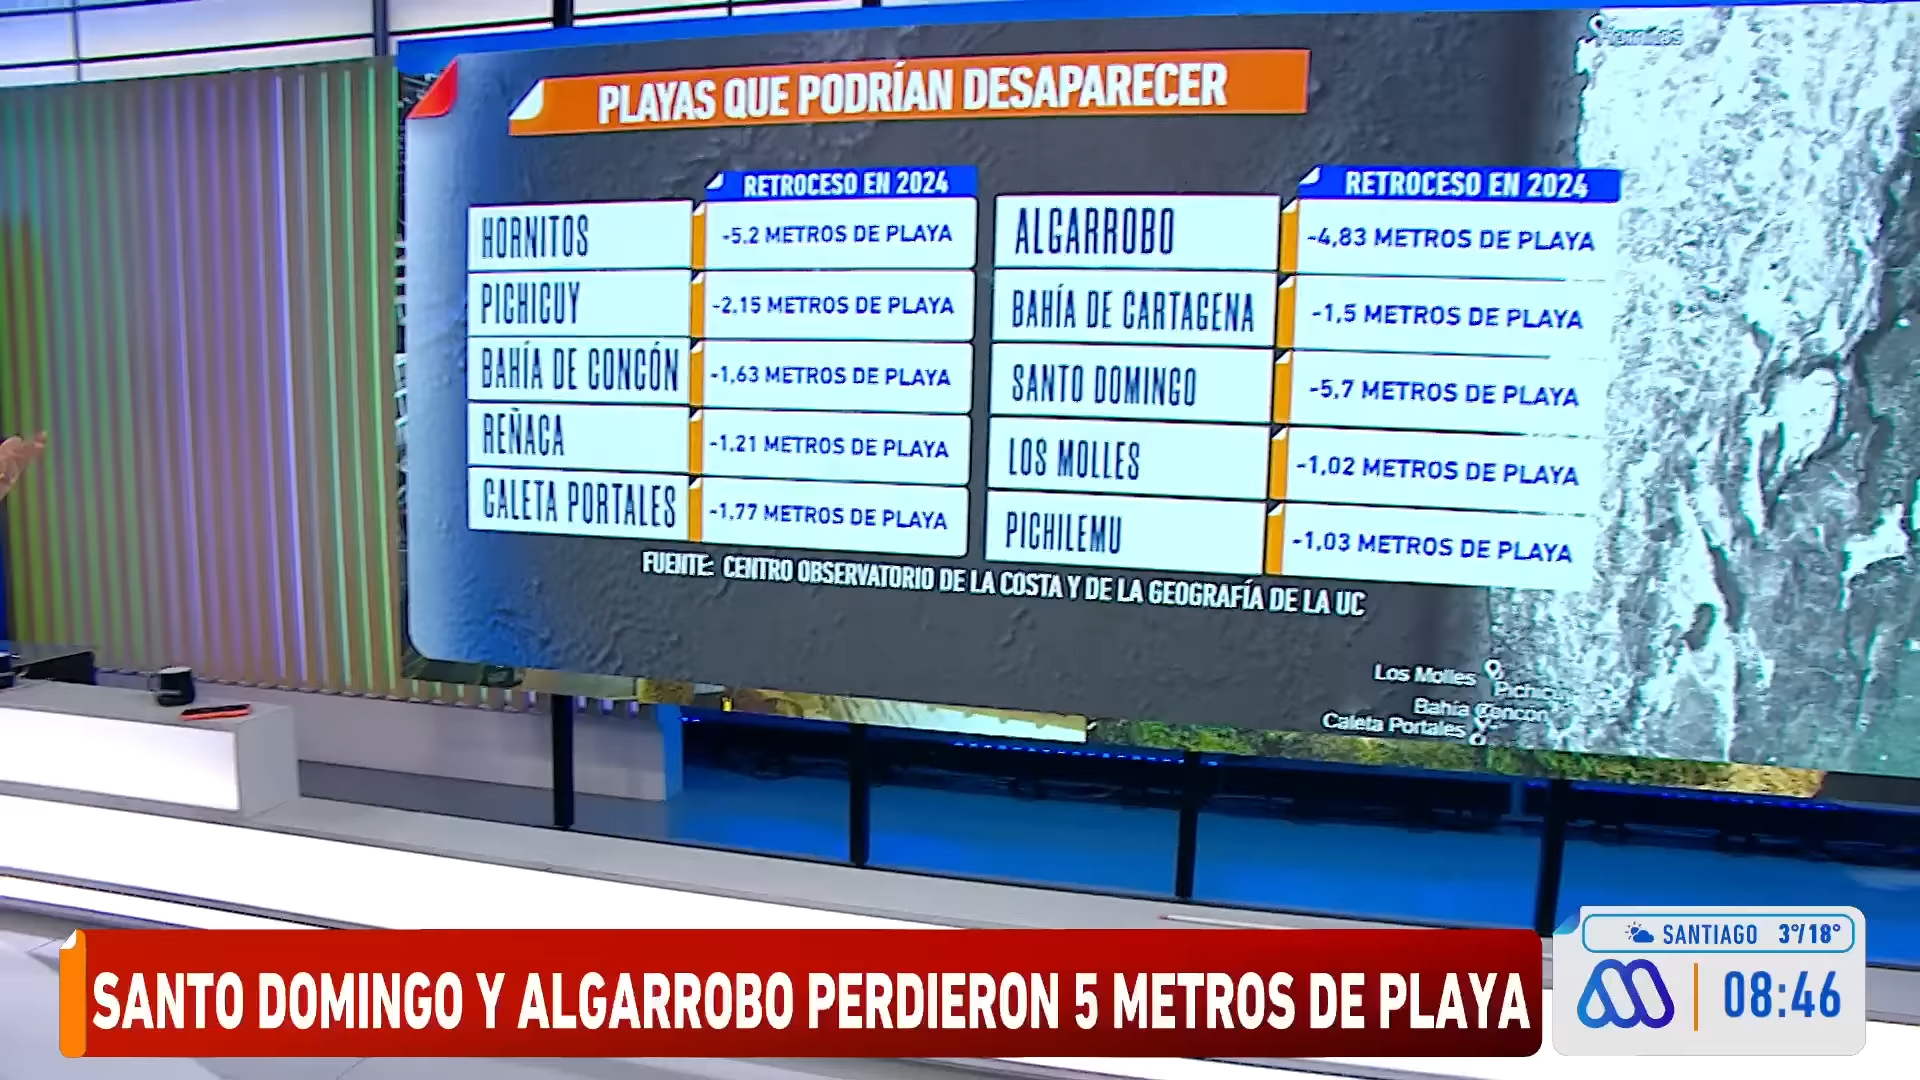 Hornitos
PLAYAS QUE PODRÍAN DESAPARECER
RETROCESO EN 2024
HORNITOS -5.2 METROS DE PLAYA
PICHICUY -2,15 METROS DE PLAYA
BAHÍA DE CONCÓN -1,63 METROS DE PLAYA
REÑACA -1.21 METROS DE PLAYA
CALETA PORTALES -1,77 METROS DE PLAYA
RETROCESO EN 2024
ALGARROBO -4,83 METROS DE PLAYA
BAHÍA DE CARTAGENA -1,5 METROS DE PLAYA
SANTO DOMINGO -5,7 METROS DE PLAYA
LOS MOLLES -1,02 METROS DE PLAYA
PICHILEMU -1,03 METROS DE PLAYA
FUENTE: CENTRO OBSERVATORIO DE LA COSTA Y DE LA GEOGRAFÍA DE LA UC
Los Molles
Bahía Concón
Caleta Portales
SANTO DOMINGO Y ALGARROBO PERDIERON 5 METROS DE PLAYA
SANTIAGO 3°/18°
08:46